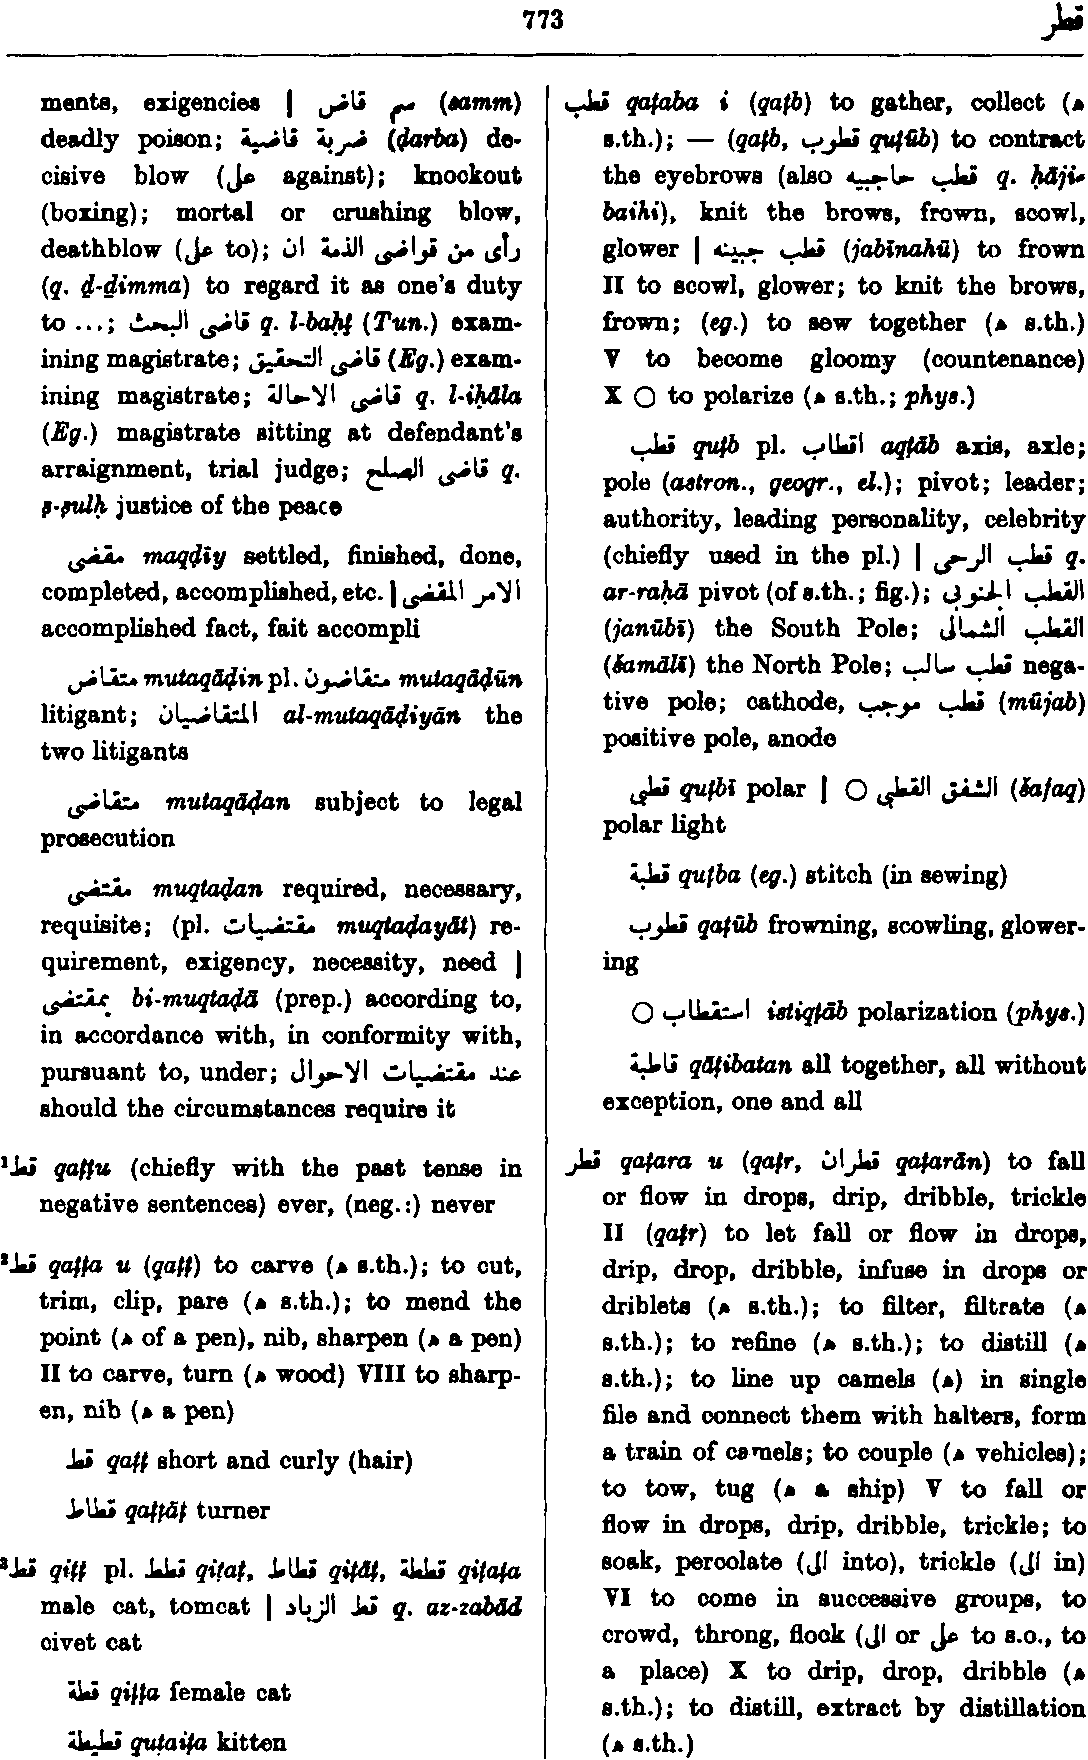 773
قطر
ments, exigencies | سم قاض (samm)
deadly poison; ضربة قاضية (ḍarba) de-
cisive blow (على against); knockout
(boxing); mortal or crushing blow,
deathblow (على to); رأى من قواضى الذمة ان
(q. ḏ-ḏimma) to regard it as one's duty
to ...; قاضى البحث q. l-baḥṯ (Tun.) exam-
ining magistrate; قاضى التحقيق (Eg.) exam-
ining magistrate; قاضى الاحالة q. l-iḥāla
(Eg.) magistrate sitting at defendant's
arraignment, trial judge; قاضى الصلح q.
ṣ-ṣulḥ justice of the peace
مقضى maqḍīy settled, finished, done,
completed, accomplished, etc. | الامر المقضى
accomplished fact, fait accompli
متقاض mutaqāḍin pl. متقاضون mutaqāḍūn
litigant; المتقاضيان al-mutaqāḍiyān the
two litigants
متقاضى mutaqāḍan subject to legal
prosecution
مقتضى muqtaḍan required, necessary,
requisite; (pl. مقتضيات muqtaḍayāt) re-
quirement, exigency, necessity, need |
بمقتضى bi-muqtaḍā (prep.) according to,
in accordance with, in conformity with,
pursuant to, under; عند مقتضيات الاحوال
should the circumstances require it
¹قط qaṭṭu (chiefly with the past tense in
negative sentences) ever, (neg.:) never
²قط qaṭṭa u (qaṭṭ) to carve (ه s.th.); to cut,
trim, clip, pare (ه s.th.); to mend the
point (ه of a pen), nib, sharpen (ه a pen)
II to carve, turn (ه wood) VIII to sharp-
en, nib (ه a pen)
قط qaṭṭ short and curly (hair)
قطاط qaṭṭāṭ turner
³قط qiṭṭ pl. قطط qiṭaṭ, قطاط qiṭāṭ, قططة qiṭaṭa
male cat, tomcat | قط الزباد q. az-zabād
civet cat
قطة qiṭṭa female cat
قطيطة quṭaiṭa kitten
قطب qaṭaba i (qaṭb) to gather, collect (ه
s.th.); — (qaṭb, قطوب quṭūb) to contract
the eyebrows (also قطب حاجبيه q. ḥāji-
baihi), knit the brows, frown, scowl,
glower | قطب جبينه (jabīnahū) to frown
II to scowl, glower; to knit the brows,
frown; (eg.) to sew together (ه s.th.)
V to become gloomy (countenance)
X ○ to polarize (ه s.th.; phys.)
قطب quṭb pl. اقطاب aqṭāb axis, axle;
pole (astron., geogr., el.); pivot; leader;
authority, leading personality, celebrity
(chiefly used in the pl.) | قطب الرحى q.
ar-raḥā pivot (of s.th.; fig.); القطب الجنوبى
(janūbī) the South Pole; القطب الشمالى
(šamālī) the North Pole; قطب سالب nega-
tive pole; cathode, قطب موجب (mūjab)
positive pole, anode
قطبى quṭbī polar | ○ الشفق القطبى (šafaq)
polar light
قطبة quṭba (eg.) stitch (in sewing)
قطوب qaṭūb frowning, scowling, glower-
ing
○ استقطاب istiqṭāb polarization (phys.)
قاطبة qāṭibatan all together, all without
exception, one and all
قطر qaṭara u (qaṭr, قطران qaṭarān) to fall
or flow in drops, drip, dribble, trickle
II (qaṭr) to let fall or flow in drops,
drip, drop, dribble, infuse in drops or
driblets (ه s.th.); to filter, filtrate (ه
s.th.); to refine (ه s.th.); to distill (ه
s.th.); to line up camels (ه) in single
file and connect them with halters, form
a train of camels; to couple (ه vehicles);
to tow, tug (ه a ship) V to fall or
flow in drops, drip, dribble, trickle; to
soak, percolate (الى into), trickle (الى in)
VI to come in successive groups, to
crowd, throng, flock (الى or على to s.o., to
a place) X to drip, drop, dribble (ه
s.th.); to distill, extract by distillation
(ه s.th.)